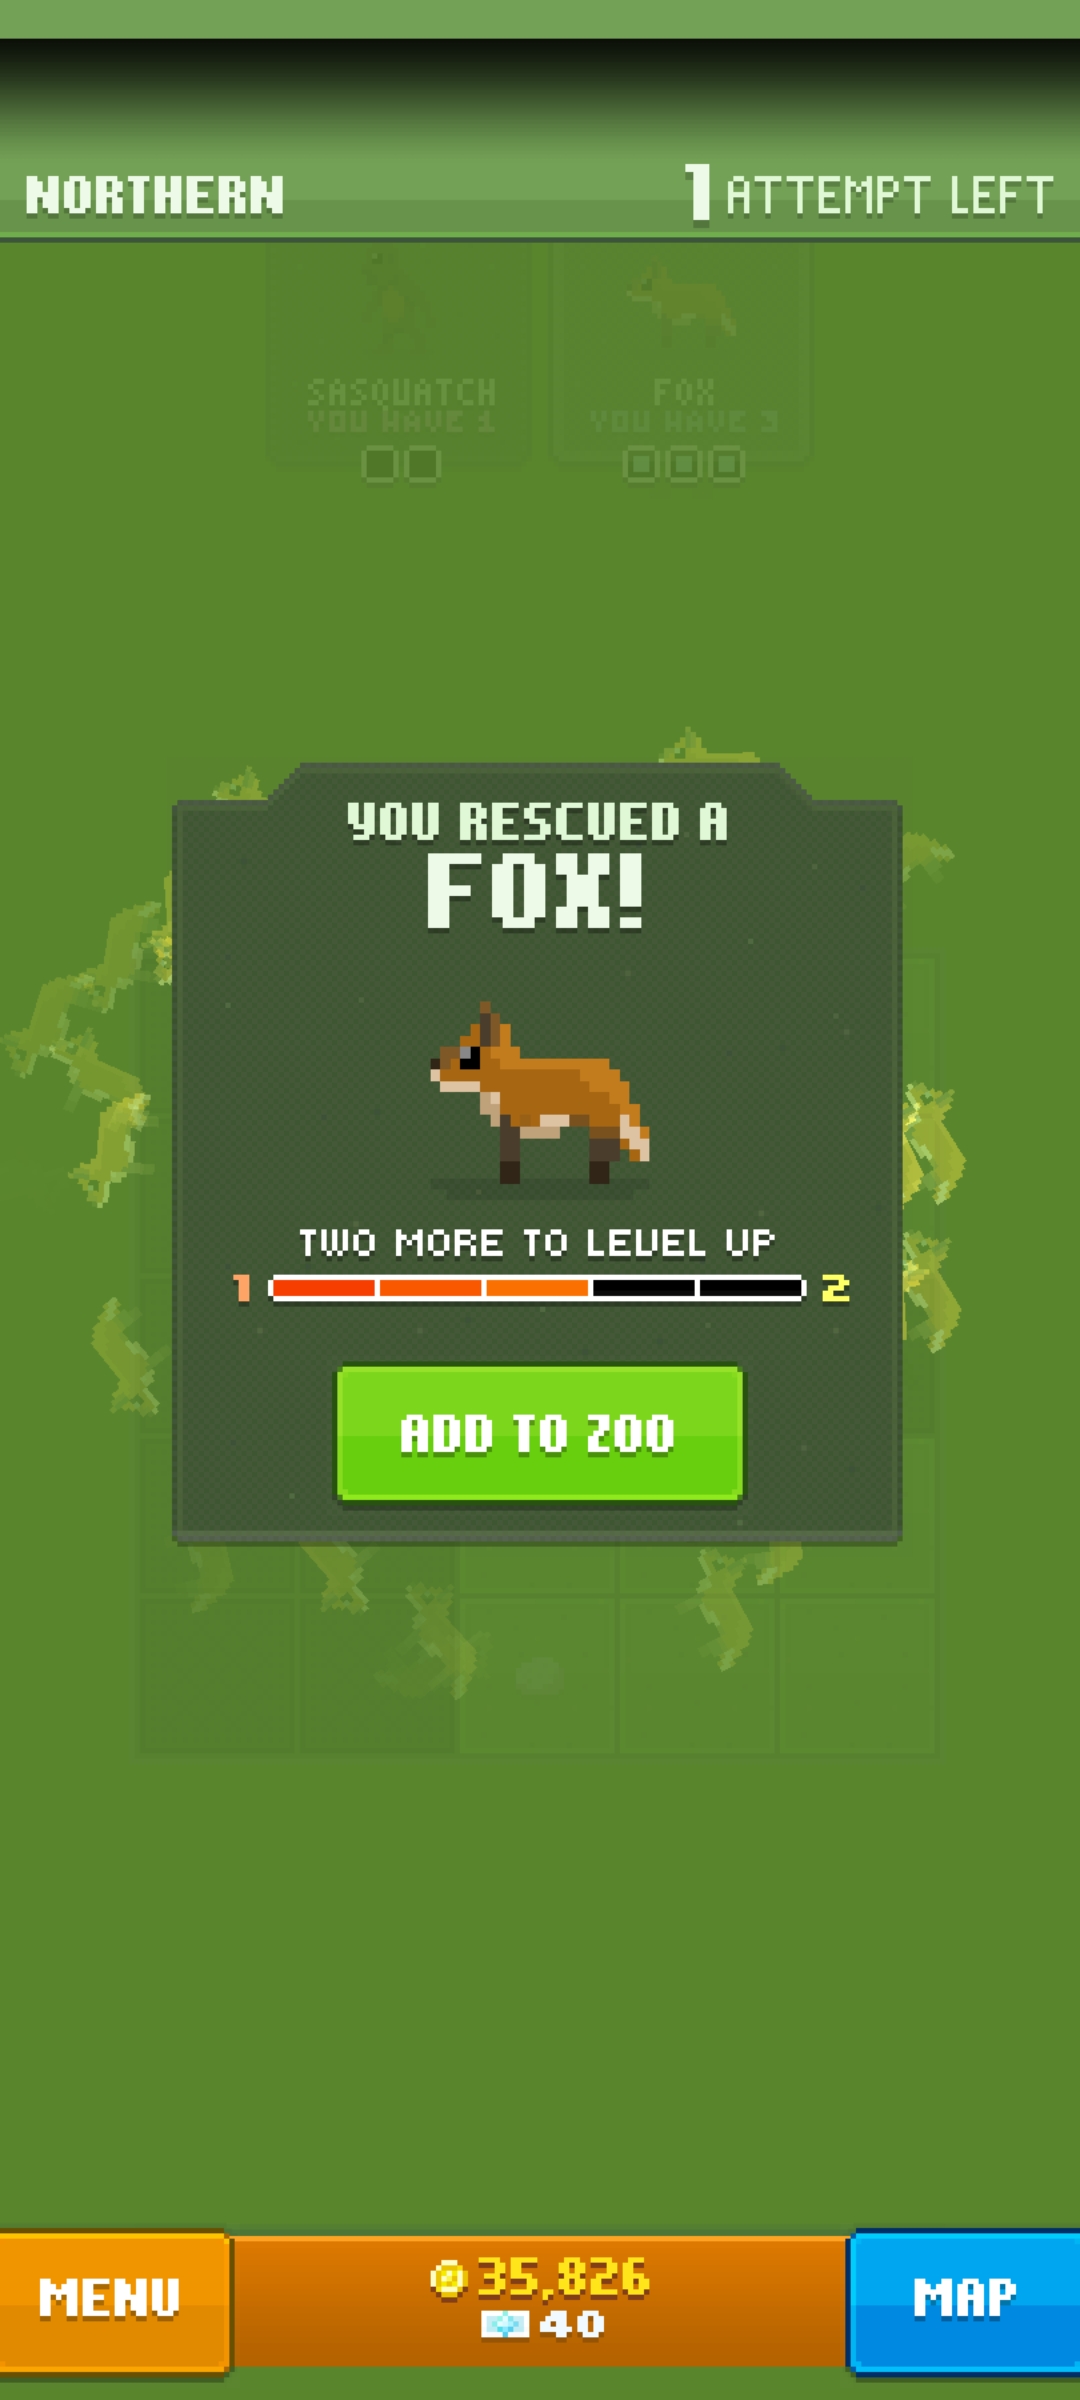 NORTHERN
1 ATTEMPT LEFT
SASQUATCH
YOU HAVE 1
FOX
YOU HAVE 3
YOU RESCUED A
FOX!
TWO MORE TO LEVEL UP
1
2
ADD TO ZOO
MENU
35,826
40
MAP